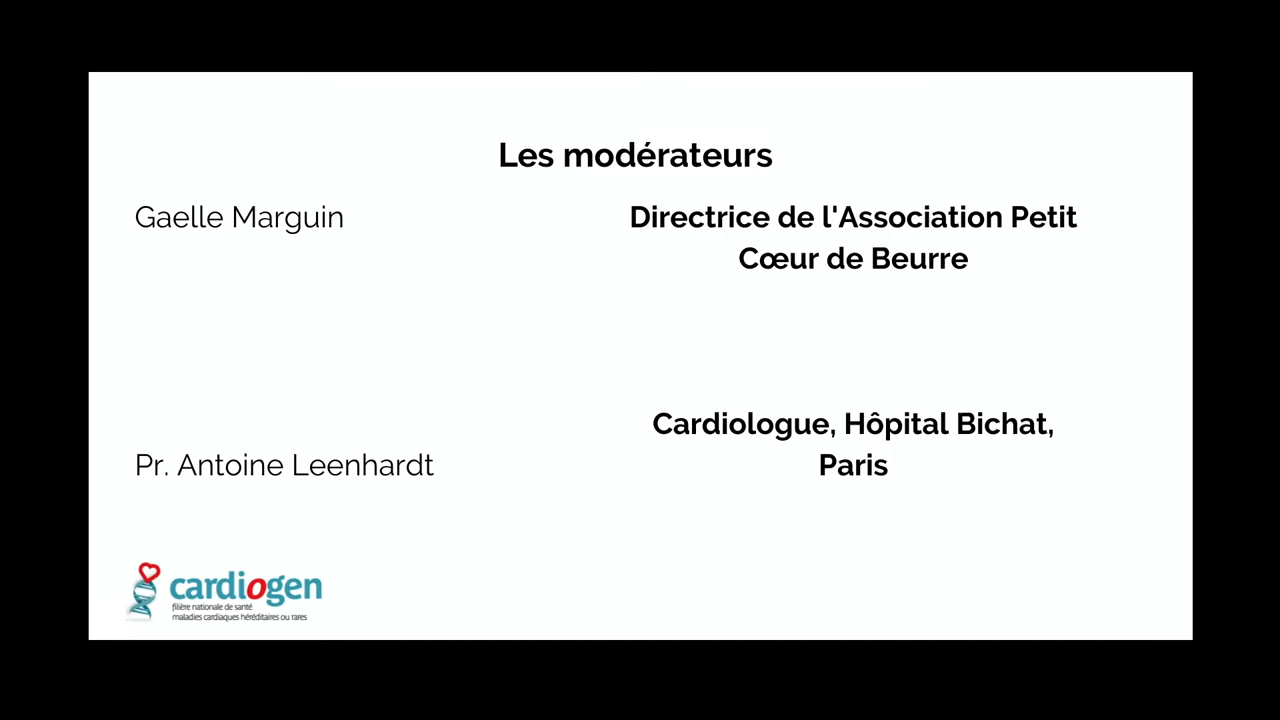 Les modérateurs
Gaelle Marguin
Directrice de l'Association Petit
Cœur de Beurre
Cardiologue, Hôpital Bichat,
Paris
Pr. Antoine Leenhardt
cardiogen
filière nationale de santé
maladies cardiaques héréditaires ou rares